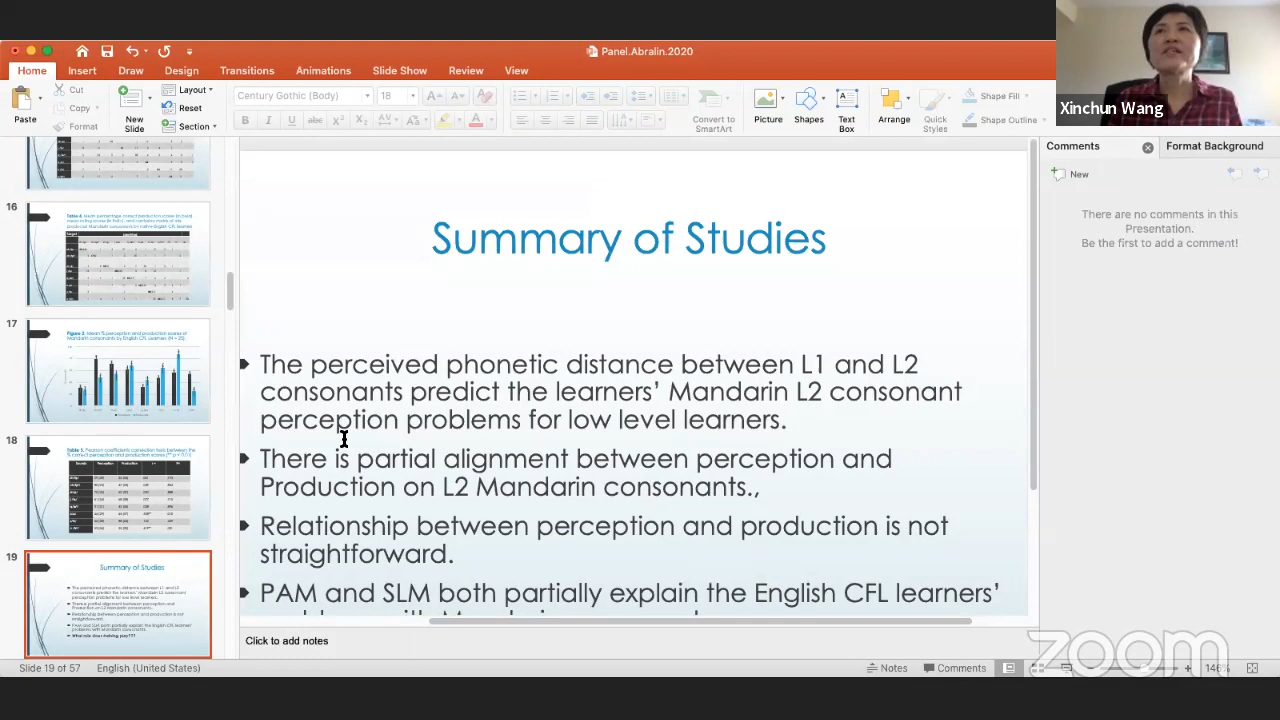 Panel.Abralin.2020
Home Insert Draw Design Transitions Animations Slide Show Review View
Xinchun Wang
Paste
Cut
Copy
Format
New
Slide
Layout
Reset
Section
Century Gothic (Body) 18
Convert to
SmartArt
Picture
Shapes
Text
Box
Arrange
Quick
Styles
Shape Fill
Shape Outline
Comments
Format Background
New
There are no comments in this
Presentation.
Be the first to add a comment!
16
17
18
19
Summary of Studies
Summary of Studies
The perceived phonetic distance between L1 and L2
consonants predict the learners’ Mandarin L2 consonant
perception problems for low level learners.
There is partial alignment between perception and
Production on L2 Mandarin consonants.,
Relationship between perception and production is not
straightforward.
PAM and SLM both partially explain the English CFL learners’
Click to add notes
Slide 19 of 57 English (United States)
Notes
Comments
146%
zoom